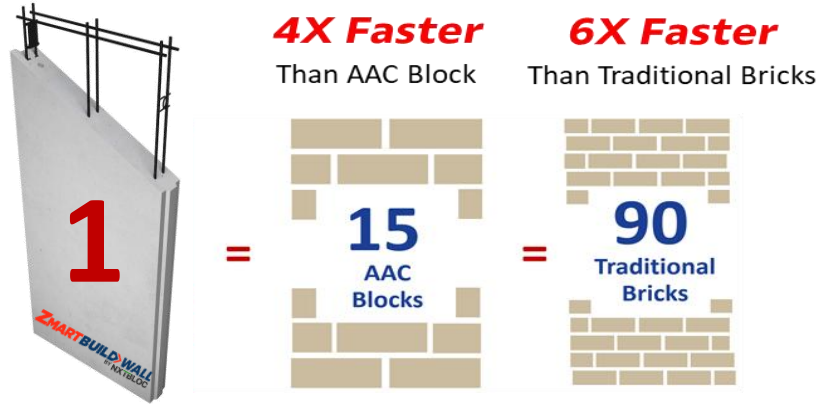 4X Faster
Than AAC Block
6X Faster
Than Traditional Bricks
1
=
15
AAC
Blocks
=
90
Traditional
Bricks
ZMARTBUILD WALL
BY NXTBLOC